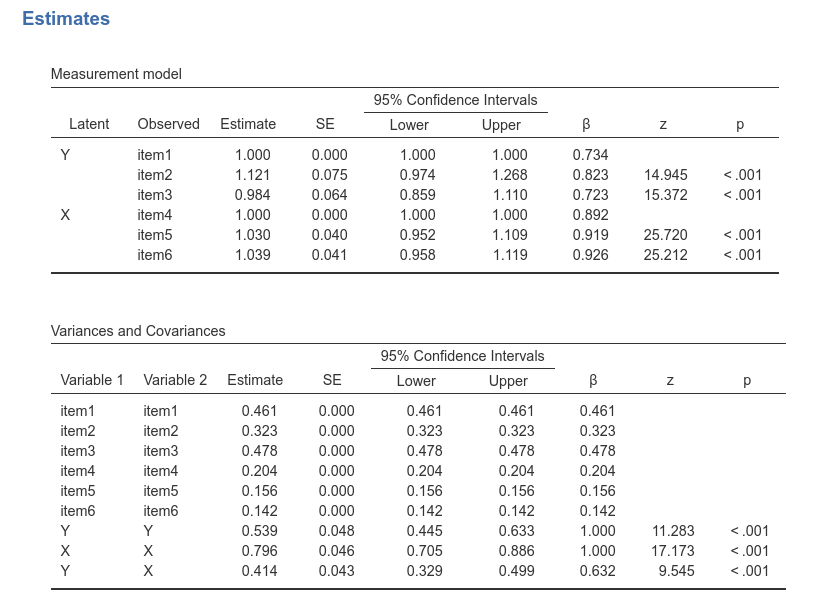 Estimates
Measurement model
95% Confidence Intervals
Latent Observed Estimate SE Lower Upper β z p
Y item1 1.000 0.000 1.000 1.000 0.734
item2 1.121 0.075 0.974 1.268 0.823 14.945 < .001
item3 0.984 0.064 0.859 1.110 0.723 15.372 < .001
X item4 1.000 0.000 1.000 1.000 0.892
item5 1.030 0.040 0.952 1.109 0.919 25.720 < .001
item6 1.039 0.041 0.958 1.119 0.926 25.212 < .001
Variances and Covariances
95% Confidence Intervals
Variable 1 Variable 2 Estimate SE Lower Upper β z p
item1 item1 0.461 0.000 0.461 0.461 0.461
item2 item2 0.323 0.000 0.323 0.323 0.323
item3 item3 0.478 0.000 0.478 0.478 0.478
item4 item4 0.204 0.000 0.204 0.204 0.204
item5 item5 0.156 0.000 0.156 0.156 0.156
item6 item6 0.142 0.000 0.142 0.142 0.142
Y Y 0.539 0.048 0.445 0.633 1.000 11.283 < .001
X X 0.796 0.046 0.705 0.886 1.000 17.173 < .001
Y X 0.414 0.043 0.329 0.499 0.632 9.545 < .001